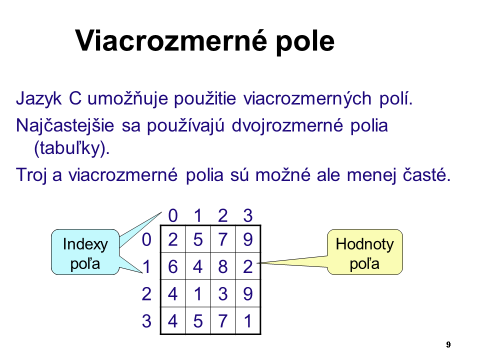 Viacrozmerné pole
Jazyk C umožňuje použitie viacrozmerných polí.
Najčastejšie sa používajú dvojrozmerné polia
(tabuľky).
Troj a viacrozmerné polia sú možné ale menej časté.
0 1 2 3
0 2 5 7 9
1 6 4 8 2
2 4 1 3 9
3 4 5 7 1
Indexy
poľa
Hodnoty
poľa
9